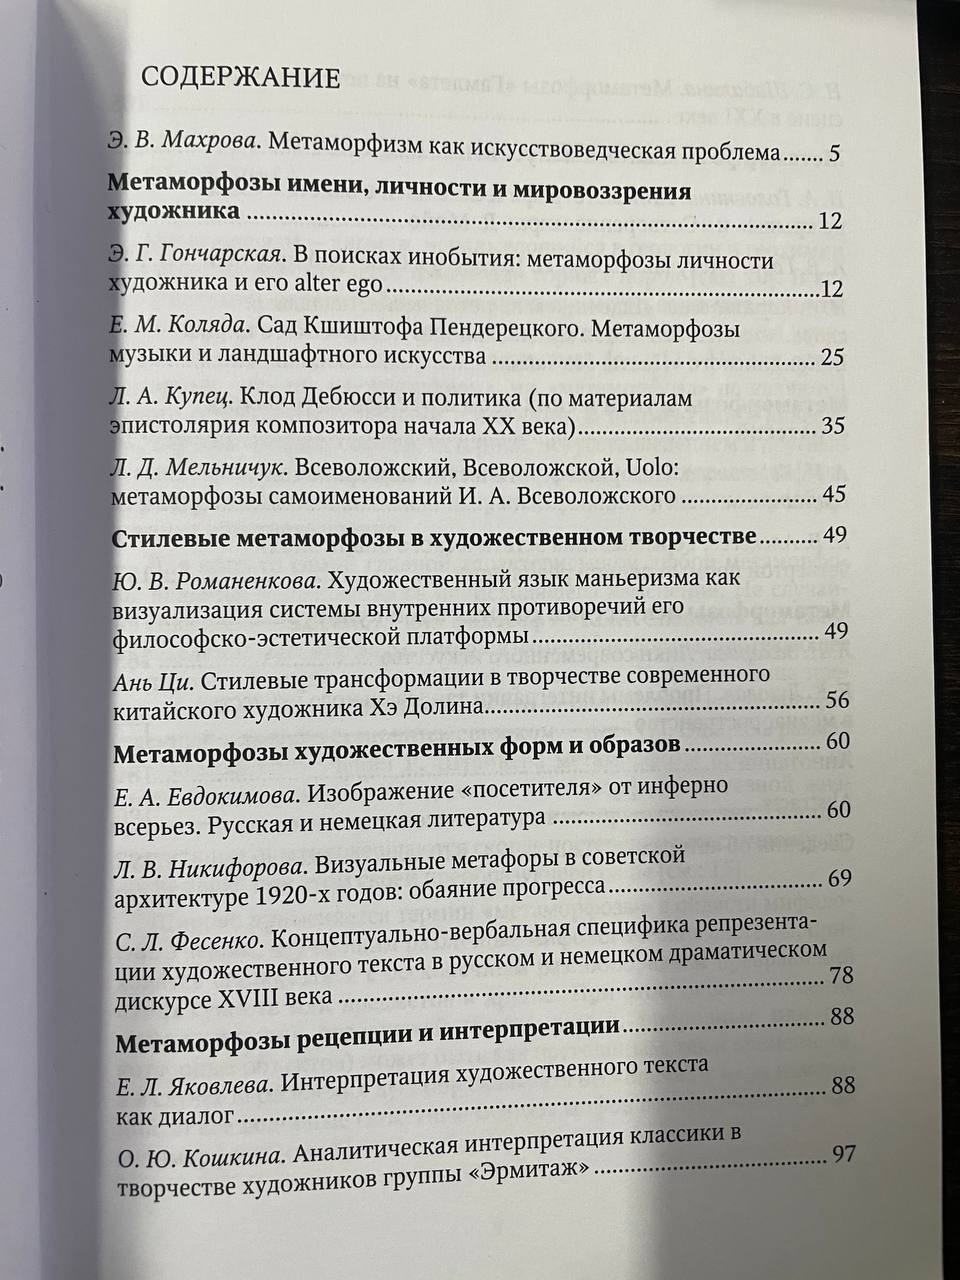 СОДЕРЖАНИЕ
Э. В. Махрова. Метаморфизм как искусствоведческая проблема....... 5
Метаморфозы имени, личности и мировоззрения
художника ........................................................................................ 12
Э. Г. Гончарская. В поисках инобытия: метаморфозы личности
художника и его alter ego....................................................................12
Е. М. Коляда. Сад Кшиштофа Пендерецкого. Метаморфозы
музыки и ландшафтного искусства ..................................................... 25
Л. А. Купец. Клод Дебюсси и политика (по материалам
эпистолярия композитора начала XX века)...................................... 35
Л. Д. Мельничук. Всеволожский, Всеволожской, Uolo:
метаморфозы самоименований И. А. Всеволожского ..................... 45
Стилевые метаморфозы в художественном творчестве.......... 49
Ю. В. Романенкова. Художественный язык маньеризма как
визуализация системы внутренних противоречий его
философско-эстетической платформы............................................. 49
Ань Ци. Стилевые трансформации в творчестве современного
китайского художника Хэ Долина..................................................... 56
Метаморфозы художественных форм и образов...................... 60
Е. А. Евдокимова. Изображение «посетителя» от инферно
всерьез. Русская и немецкая литература .......................................... 60
Л. В. Никифорова. Визуальные метафоры в советской
архитектуре 1920-х годов: обаяние прогресса................................... 69
С. Л. Фесенко. Концептуально-вербальная специфика репрезента-
ции художественного текста в русском и немецком драматическом
дискурсе XVIII века ............................................................................ 78
Метаморфозы рецепции и интерпретации................................ 88
Е. Л. Яковлева. Интерпретация художественного текста
как диалог............................................................................................ 88
О. Ю. Кошкина. Аналитическая интерпретация классики в
творчестве художников группы «Эрмитаж»..................................... 97